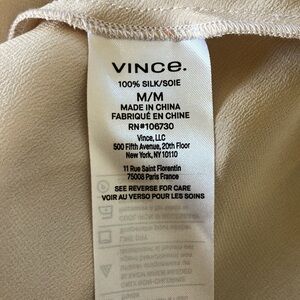 VINCE.
100% SILK/SOIE
M/M
MADE IN CHINA
FABRIQUÉ EN CHINE
RN#106730
Vince, LLC
500 Fifth Avenue, 20th Floor
New York, NY 10110
11 Rue Saint Florentin
75008 Paris France
SEE REVERSE FOR CARE
VOIR AU VERSO POUR LES SOINS